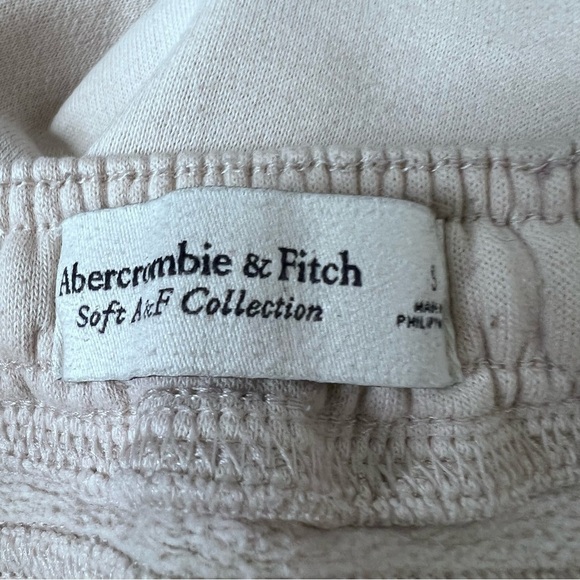 Abercrombie & Fitch
Soft A&F Collection
S